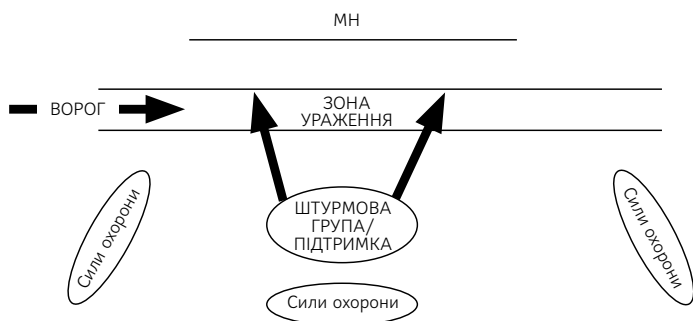 МН
ВОРОГ
ЗОНА
УРАЖЕННЯ
Сили охорони
ШТУРМОВА
ГРУПА/
ПІДТРИМКА
Сили охорони
Сили охорони